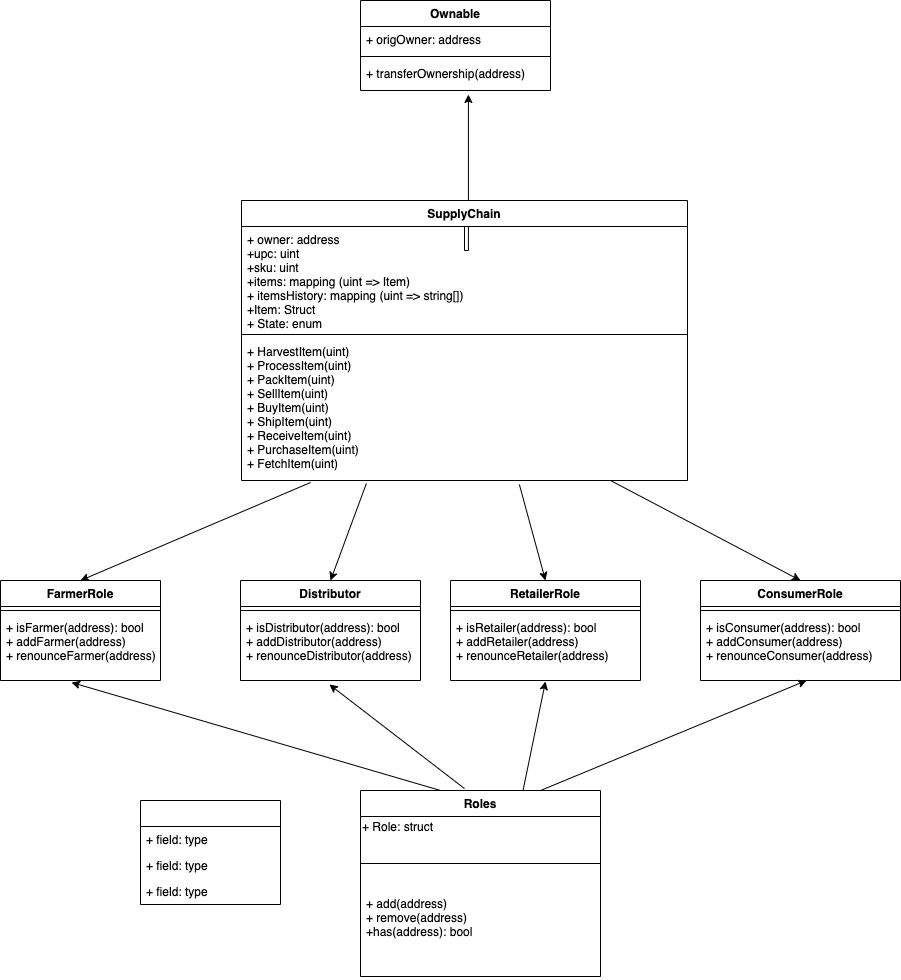 Ownable
+ origOwner: address
+ transferOwnership(address)
SupplyChain
+ owner: address
+upc: uint
+sku: uint
+items: mapping (uint => Item)
+ itemsHistory: mapping (uint => string[])
+Item: Struct
+ State: enum
+ HarvestItem(uint)
+ ProcessItem(uint)
+ PackItem(uint)
+ SellItem(uint)
+ BuyItem(uint)
+ ShipItem(uint)
+ ReceiveItem(uint)
+ PurchaseItem(uint)
+ FetchItem(uint)
FarmerRole
+ isFarmer(address): bool
+ addFarmer(address)
+ renounceFarmer(address)
Distributor
+ isDistributor(address): bool
+ addDistributor(address)
+ renounceDistributor(address)
RetailerRole
+ isRetailer(address): bool
+ addRetailer(address)
+ renounceRetailer(address)
ConsumerRole
+ isConsumer(address): bool
+ addConsumer(address)
+ renounceConsumer(address)
+ field: type
+ field: type
+ field: type
Roles
+ Role: struct
+ add(address)
+ remove(address)
+has(address): bool